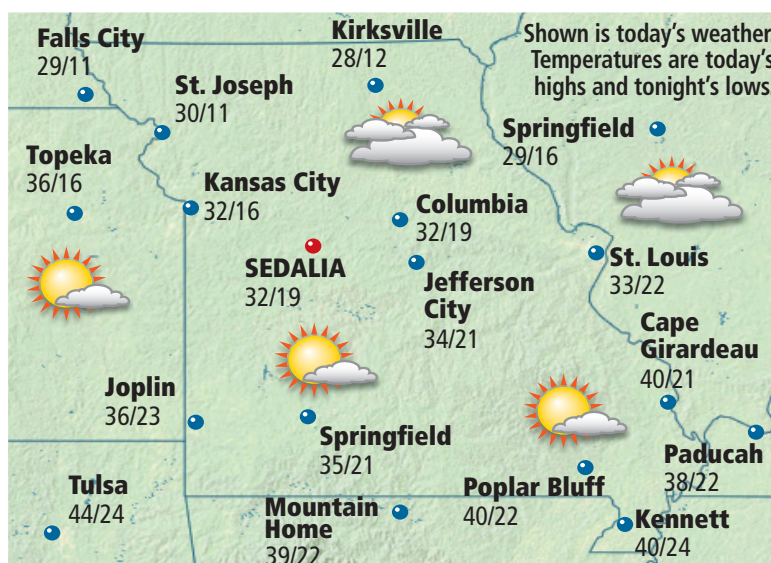 Falls City
29/11
Kirksville
28/12
Shown is today's weather.
Temperatures are today's
highs and tonight's lows.
St. Joseph
30/11
Springfield
29/16
Topeka
36/16
Kansas City
32/16
Columbia
32/19
SEDALIA
32/19
Jefferson
City
34/21
St. Louis
33/22
Cape
Girardeau
40/21
Joplin
36/23
Springfield
35/21
Paducah
38/22
Tulsa
44/24
Mountain
Home
39/22
Poplar Bluff
40/22
Kennett
40/24